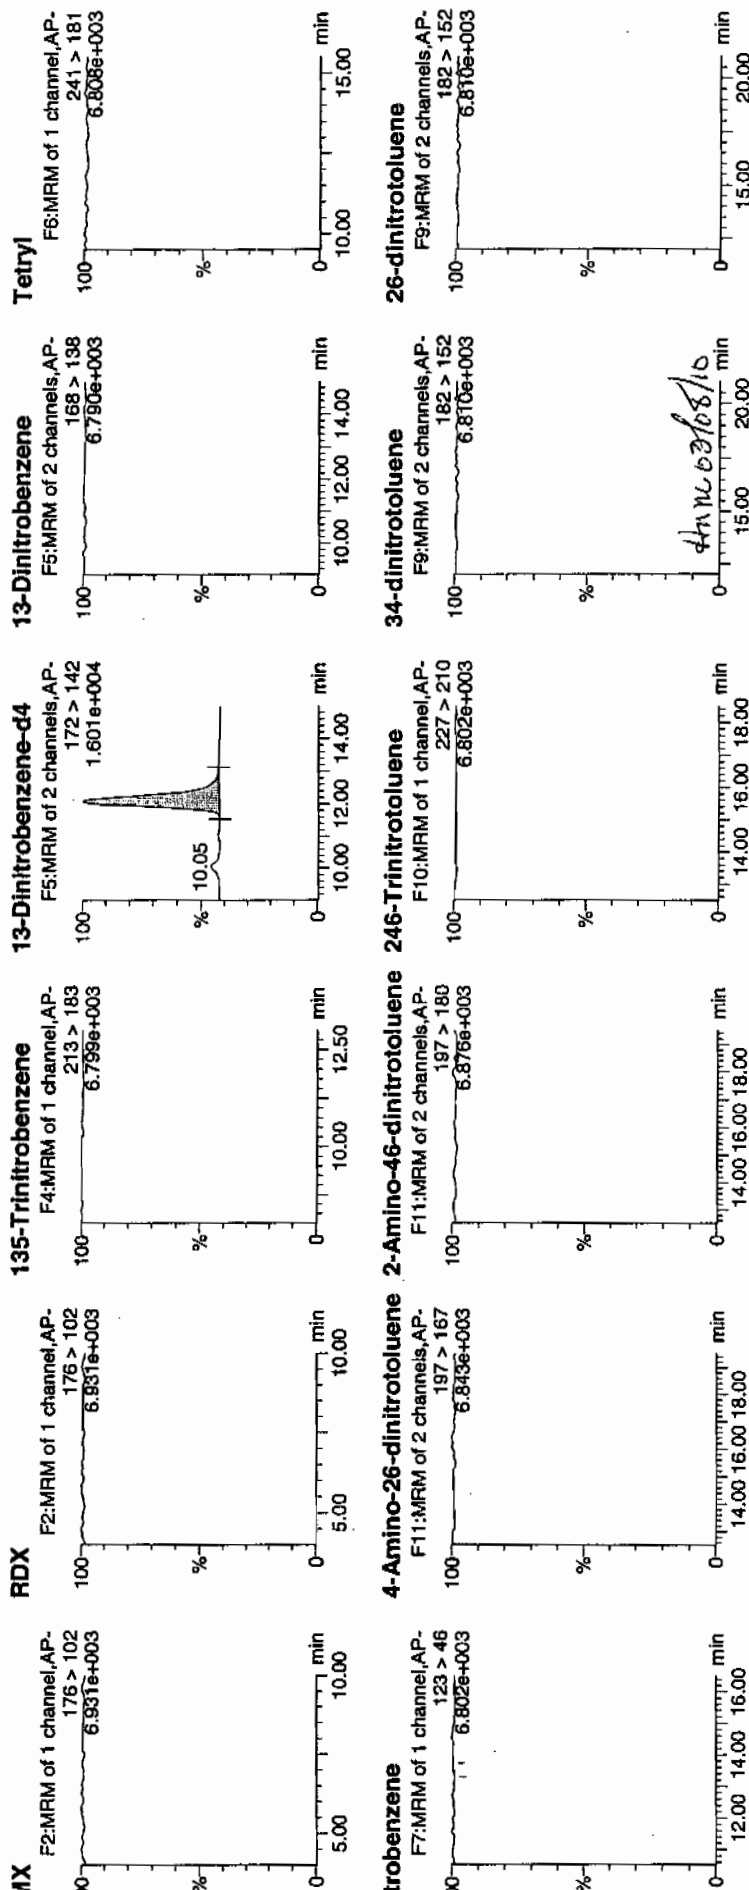 MX
F2:MRM of 1 channel,AP-
176 > 102
6.931e+003
00
%
0
5.00
10.00
min
RDX
F2:MRM of 1 channel,AP-
176 > 102
6.931e+003
100
%
0
5.00
10.00
min
135-Trinitrobenzene
F4:MRM of 1 channel,AP-
213 > 183
6.799e+003
100
%
0
10.00
12.50
min
13-Dinitrobenzene-d4
F5:MRM of 2 channels,AP-
172 > 142
1.601e+004
100
10.05
%
0
10.00
12.00
14.00
min
13-Dinitrobenzene
F5:MRM of 2 channels,AP-
168 > 138
6.790e+003
100
%
0
10.00
12.00
14.00
min
Tetryl
F6:MRM of 1 channel,AP-
241 > 181
6.808e+003
100
%
0
10.00
15.00
min
trobenzene
F7:MRM of 1 channel,AP-
123 > 46
6.802e+003
00
%
0
12.00
14.00
16.00
min
4-Amino-26-dinitrotoluene
F11:MRM of 2 channels,AP-
197 > 167
6.843e+003
100
%
0
14.00
16.00
18.00
min
2-Amino-46-dinitrotoluene
F11:MRM of 2 channels,AP-
197 > 180
6.876e+003
100
%
0
14.00
16.00
18.00
min
246-Trinitrotoluene
F10:MRM of 1 channel,AP-
227 > 210
6.802e+003
100
%
0
14.00
16.00
18.00
min
34-dinitrotoluene
F9:MRM of 2 channels,AP-
182 > 152
6.810e+003
100
%
03/08/10
0
15.00
20.00
min
26-dinitrotoluene
F9:MRM of 2 channels,AP-
182 > 152
6.810e+003
100
%
0
15.00
20.00
min